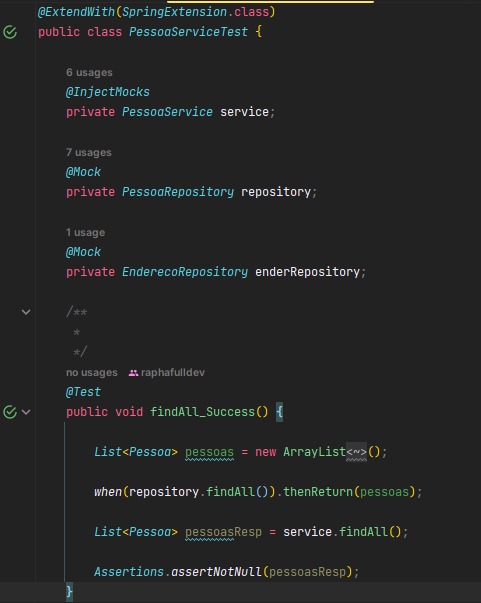 @ExtendWith(SpringExtension.class)
public class PessoaServiceTest {
6 usages
@InjectMocks
private PessoaService service;
7 usages
@Mock
private PessoaRepository repository;
1 usage
@Mock
private EnderecoRepository enderRepository;
/**
*
*/
no usages raphafulldev
@Test
public void findAll_Success() {
List<Pessoa> pessoas = new ArrayList<~>();
when(repository.findAll()).thenReturn(pessoas);
List<Pessoa> pessoasResp = service.findAll();
Assertions.assertNotNull(pessoasResp);
}